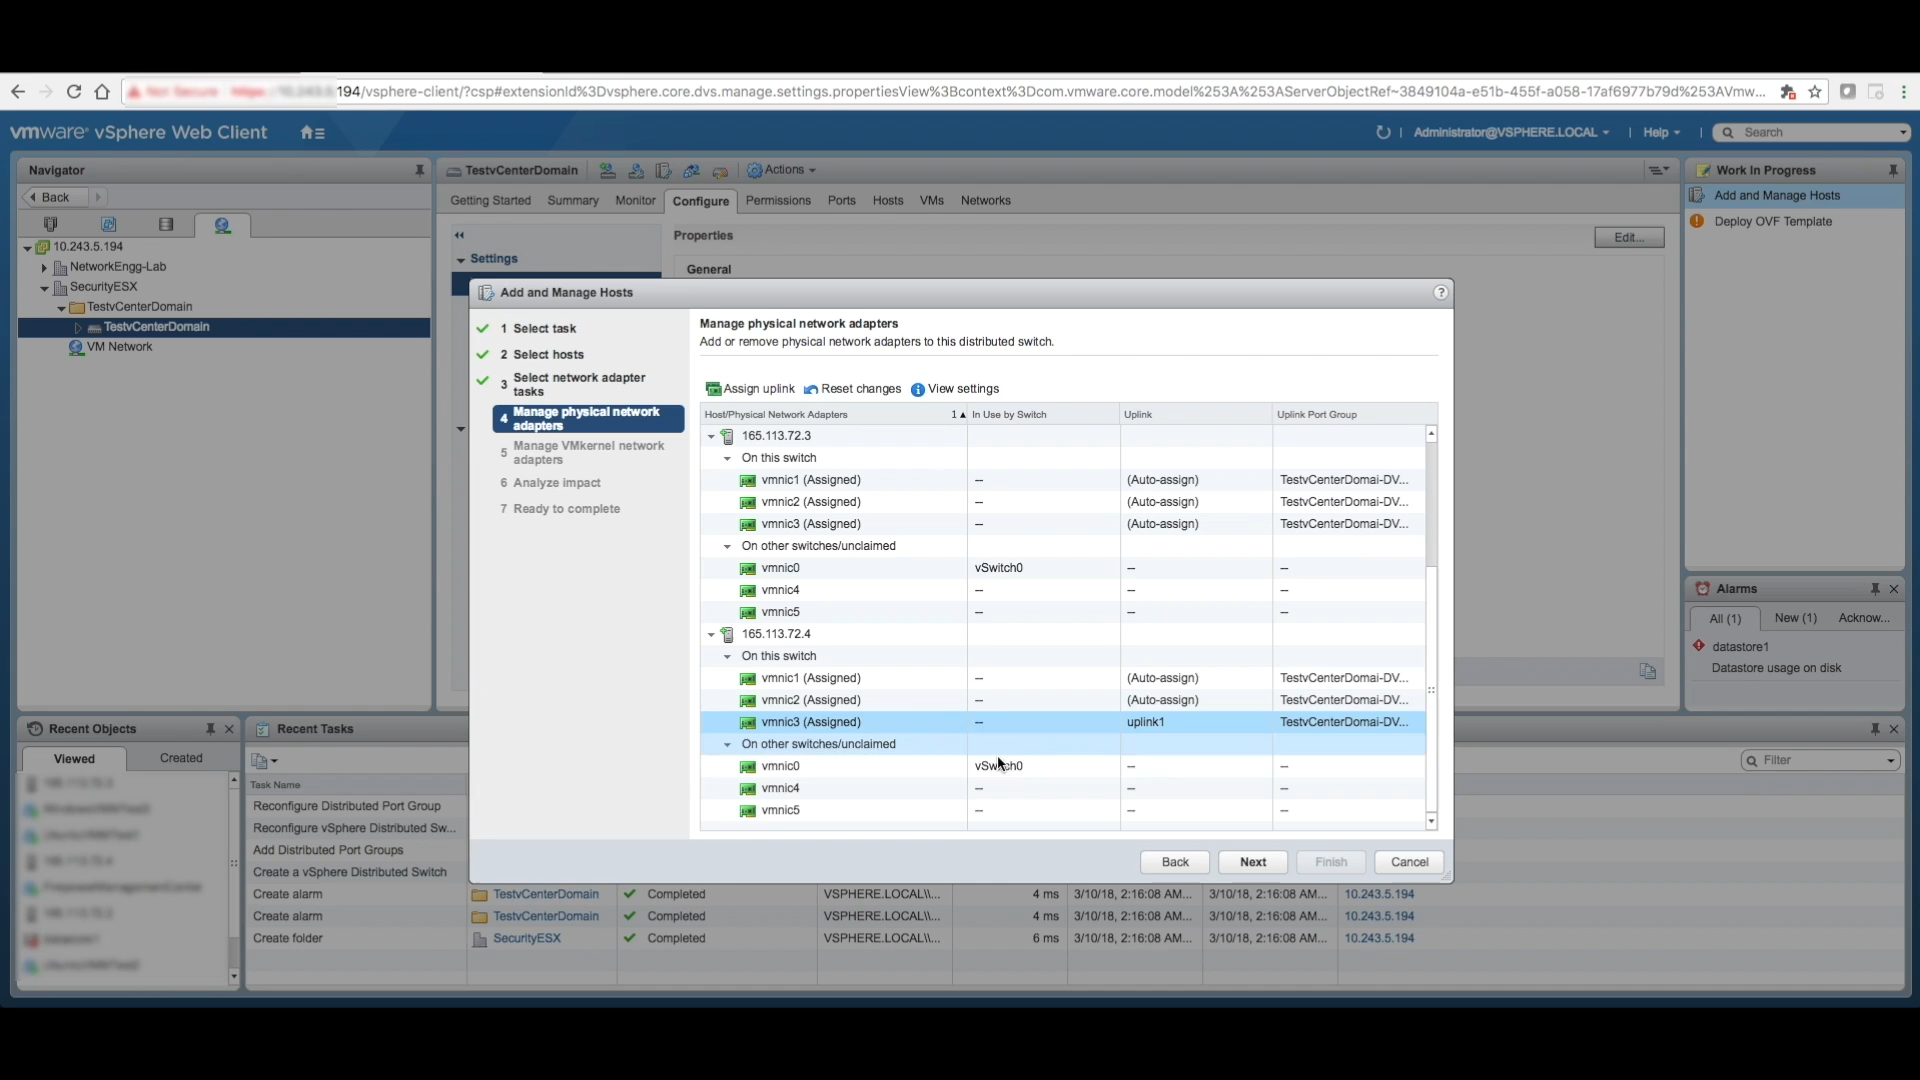 194/vsphere-client/?csp#extensionId%3Dvsphere.core.dvs.manage.settings.propertiesView%3Bcontext%3Dcom.vmware.core.model%253A%253AServerObjectRef~3849104a-e51b-455f-a058-17af6977b79d%253AVmw...
vmware® vSphere Web Client
Administrator@VSPHERE.LOCAL
Help
Search
Navigator
Back
10.243.5.194
NetworkEngg-Lab
SecurityESX
TestvCenterDomain
TestvCenterDomain
VM Network
TestvCenterDomain
Actions
Getting Started Summary Monitor Configure Permissions Ports Hosts VMs Networks
Settings
Properties
Edit...
General
Add and Manage Hosts
1 Select task
2 Select hosts
3 Select network adapter
tasks
4 Manage physical network
adapters
5 Manage VMkernel network
adapters
6 Analyze impact
7 Ready to complete
Manage physical network adapters
Add or remove physical network adapters to this distributed switch.
Assign uplink Reset changes View settings
Host/Physical Network Adapters 1 In Use by Switch Uplink Uplink Port Group
165.113.72.3
On this switch
vmnic1 (Assigned) -- (Auto-assign) TestvCenterDomai-DV...
vmnic2 (Assigned) -- (Auto-assign) TestvCenterDomai-DV...
vmnic3 (Assigned) -- (Auto-assign) TestvCenterDomai-DV...
On other switches/unclaimed
vmnic0 vSwitch0 -- --
vmnic4 -- -- --
vmnic5 -- -- --
165.113.72.4
On this switch
vmnic1 (Assigned) -- (Auto-assign) TestvCenterDomai-DV...
vmnic2 (Assigned) -- (Auto-assign) TestvCenterDomai-DV...
vmnic3 (Assigned) -- uplink1 TestvCenterDomai-DV...
On other switches/unclaimed
vmnic0 vSwitch0 -- --
vmnic4 -- -- --
vmnic5 -- -- --
Back Next Finish Cancel
Work In Progress
Add and Manage Hosts
Deploy OVF Template
Alarms
All (1) New (1) Acknow...
datastore1
Datastore usage on disk
Recent Objects
Viewed Created
Recent Tasks
Filter
Task Name
Reconfigure Distributed Port Group
Reconfigure vSphere Distributed Sw...
Add Distributed Port Groups
Create a vSphere Distributed Switch
Create alarm TestvCenterDomain Completed VSPHERE.LOCAL\\... 4 ms 3/10/18, 2:16:08 AM... 3/10/18, 2:16:08 AM... 10.243.5.194
Create alarm TestvCenterDomain Completed VSPHERE.LOCAL\\... 4 ms 3/10/18, 2:16:08 AM... 3/10/18, 2:16:08 AM... 10.243.5.194
Create folder SecurityESX Completed VSPHERE.LOCAL\\... 6 ms 3/10/18, 2:16:08 AM... 3/10/18, 2:16:08 AM... 10.243.5.194